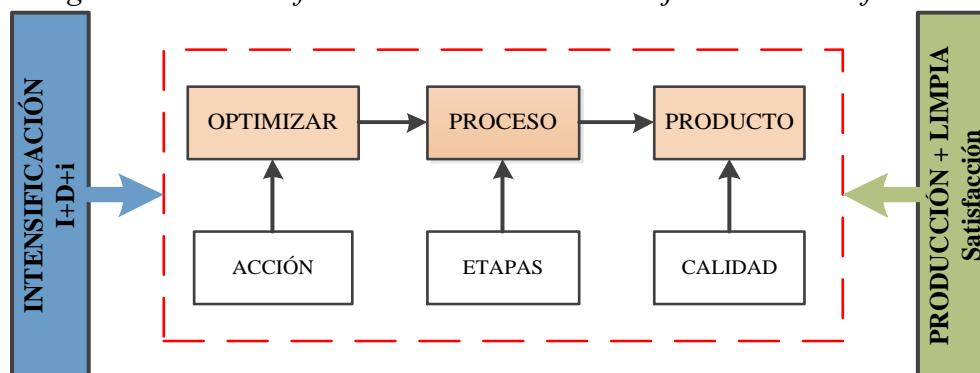 INTENSIFICACIÓN
I+D+i
OPTIMIZAR
PROCESO
PRODUCTO
ACCIÓN
ETAPAS
CALIDAD
PRODUCCIÓN + LIMPIA
Satisfacción